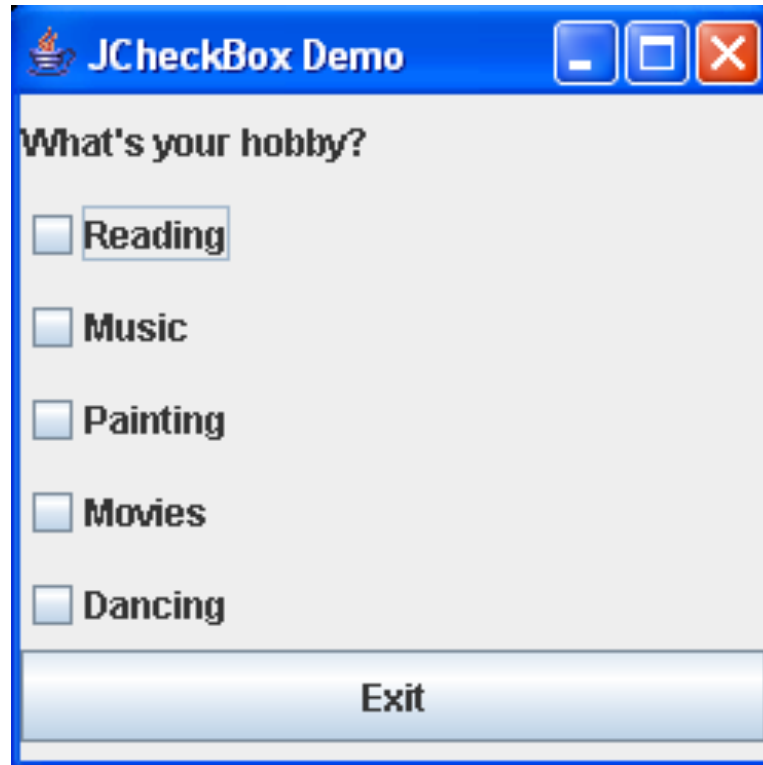 JCheckBox Demo
What's your hobby?
Reading
Music
Painting
Movies
Dancing
Exit